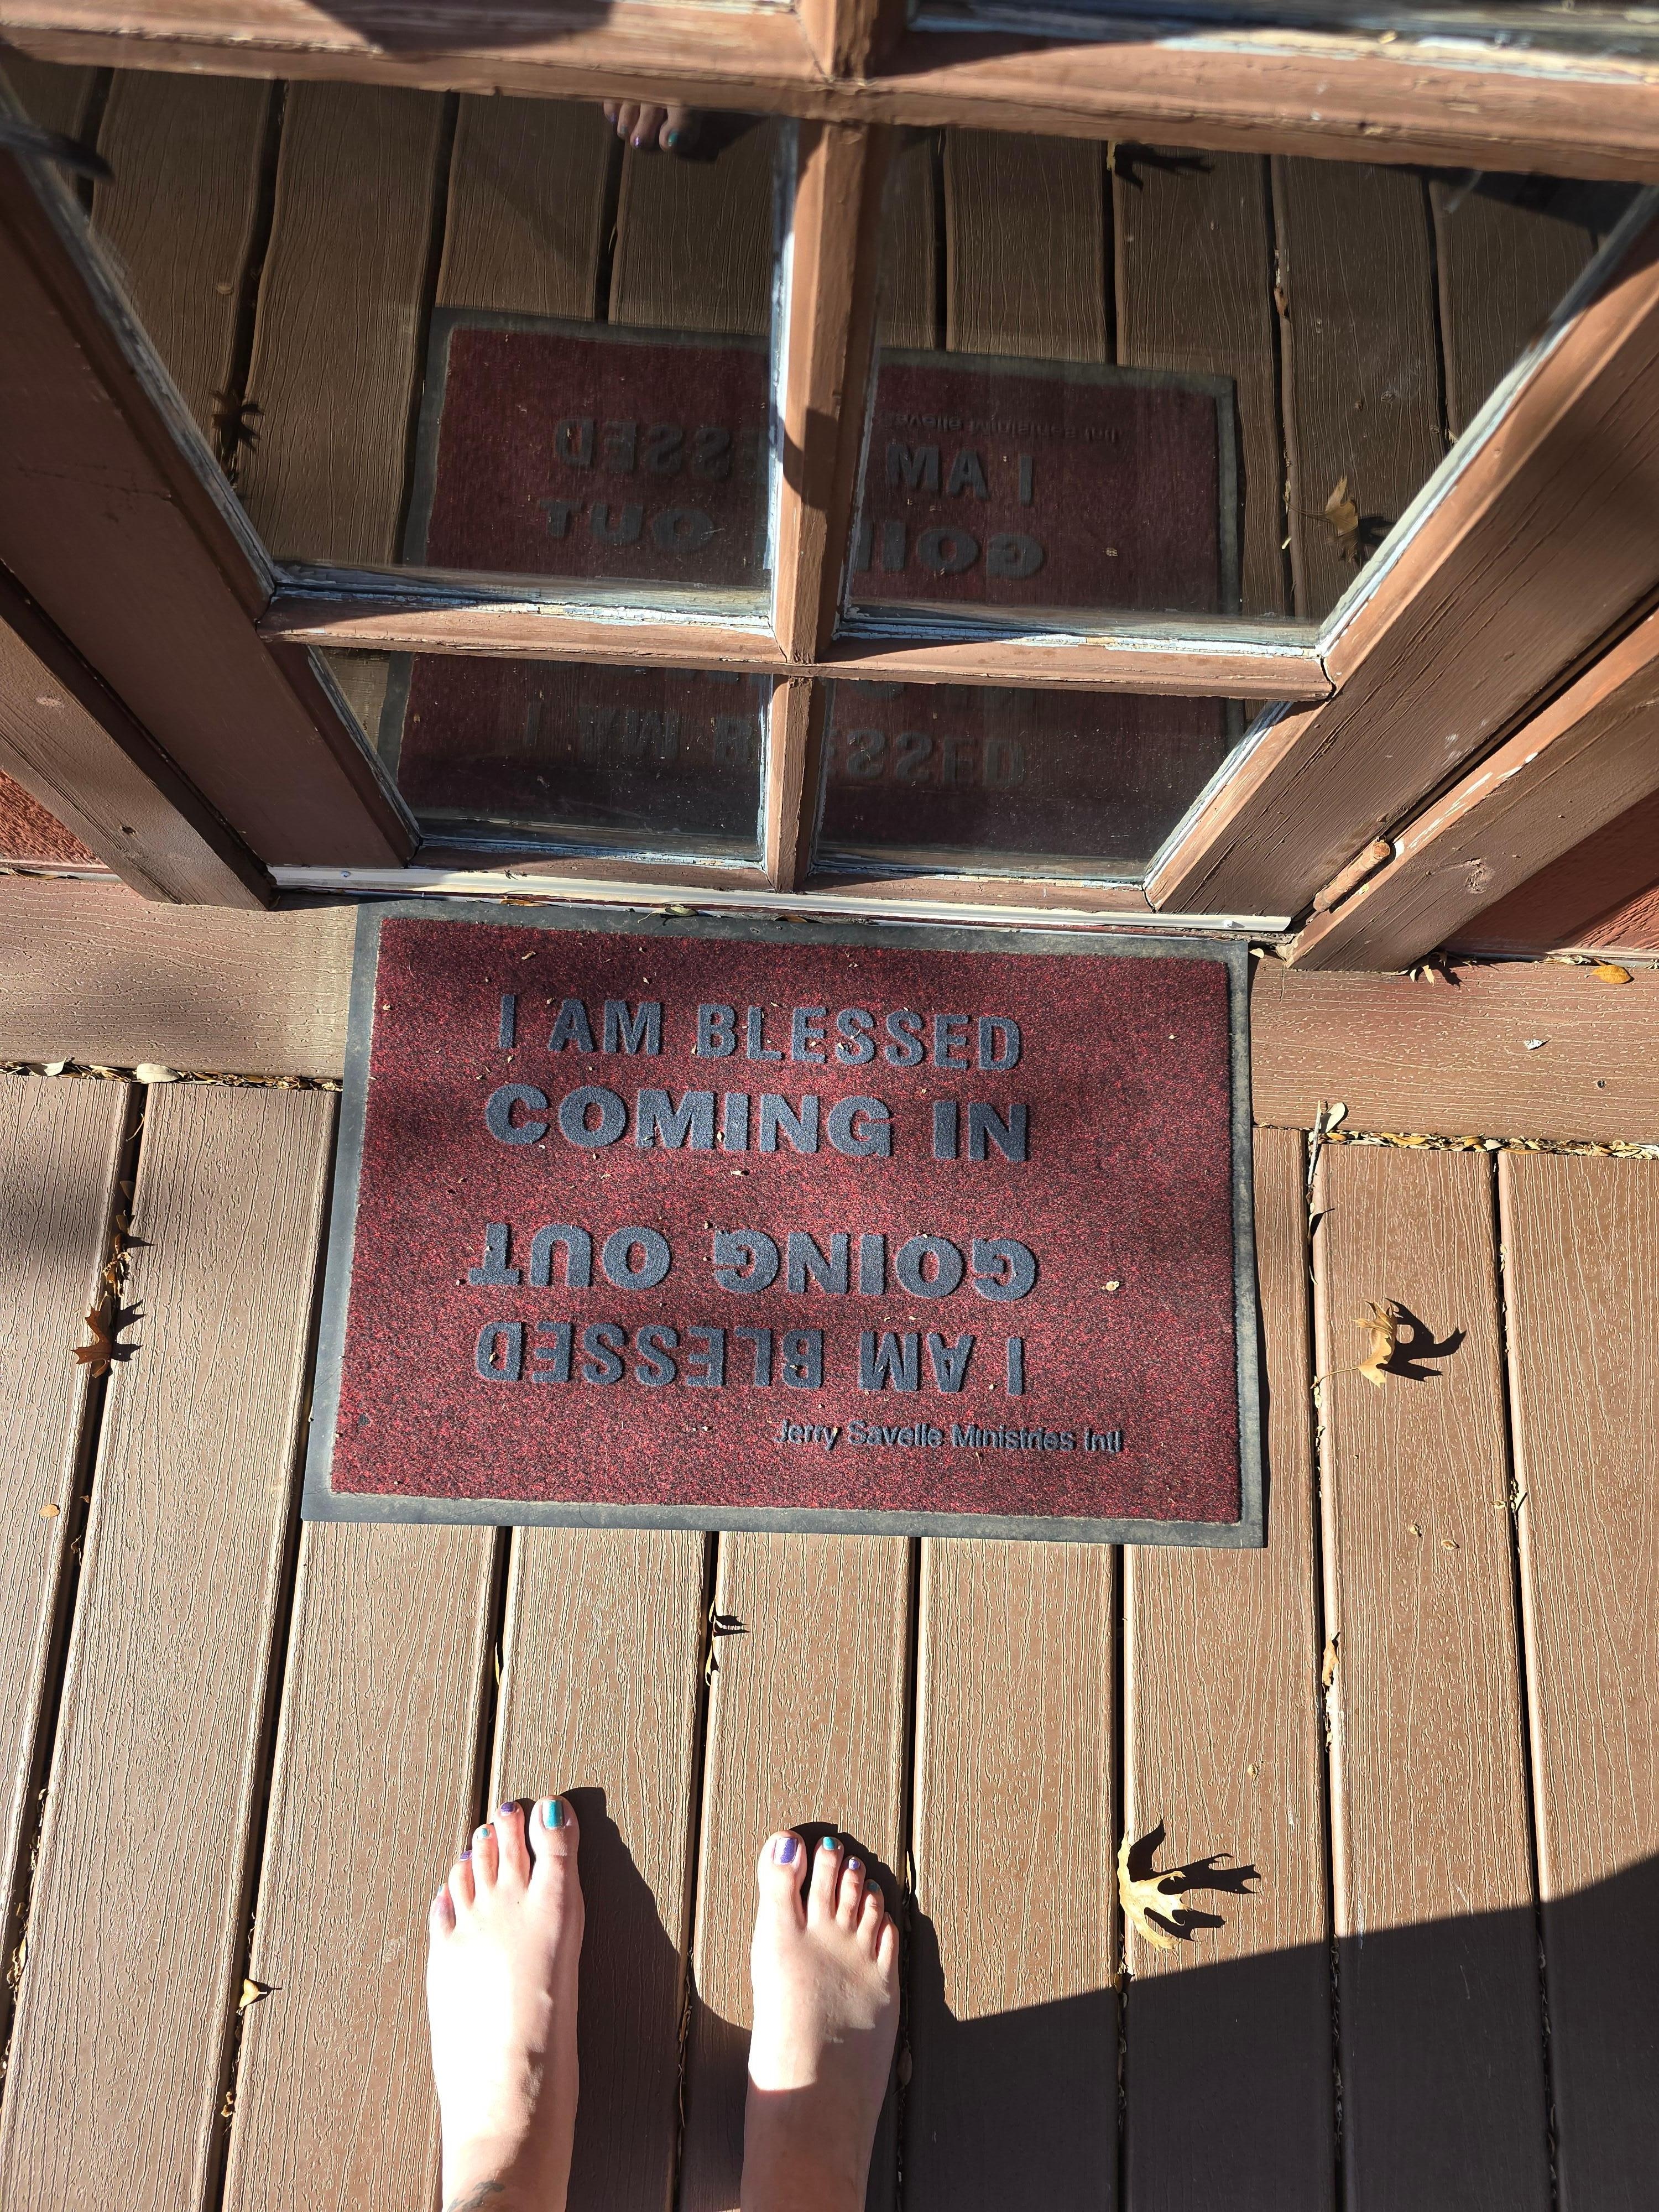 I AM BLESSED
COMING IN
I AM BLESSED
GOING OUT
Jerry Savelle Ministries Intl